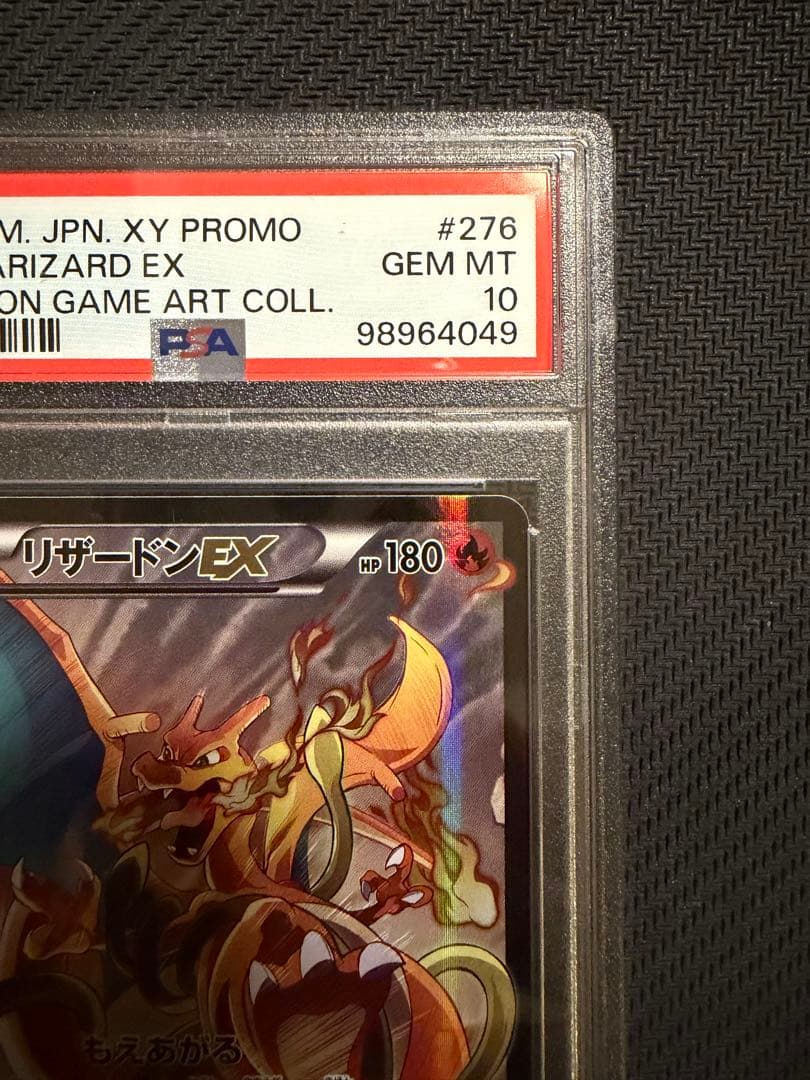 M. JPN. XY PROMO #276
ARIZARD EX GEM MT
ON GAME ART COLL. 10
PSA 98964049
リザードンEX HP180
もえあがる